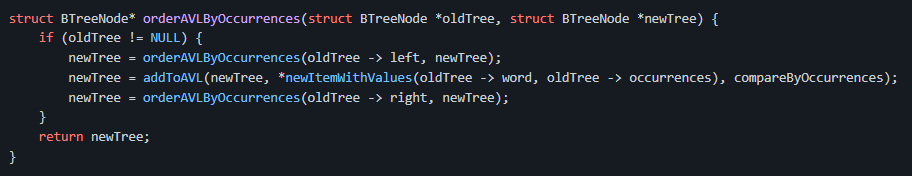 struct BTreeNode* orderAVLByOccurrences(struct BTreeNode *oldTree, struct BTreeNode *newTree) {
    if (oldTree != NULL) {
        newTree = orderAVLByOccurrences(oldTree -> left, newTree);
        newTree = addToAVL(newTree, *newItemWithValues(oldTree -> word, oldTree -> occurrences), compareByOccurrences);
        newTree = orderAVLByOccurrences(oldTree -> right, newTree);
    }
    return newTree;
}